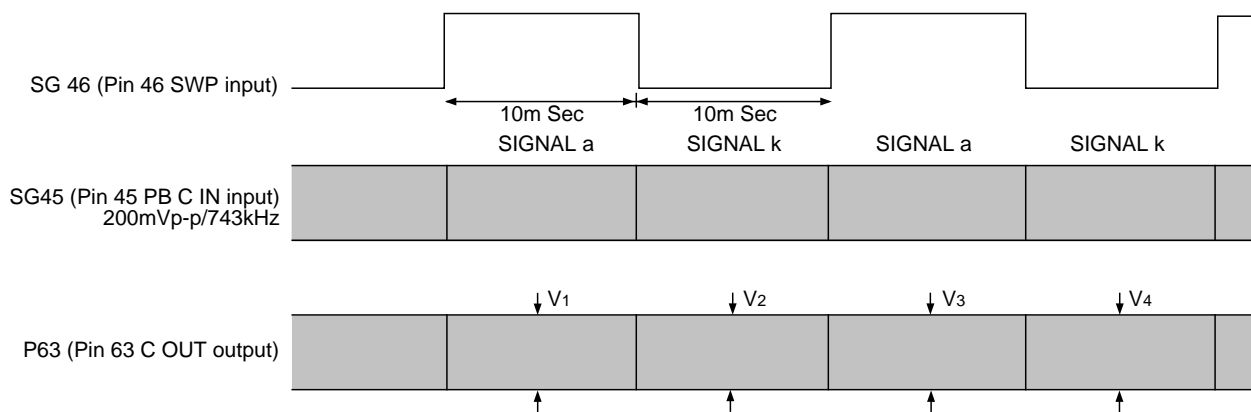 SG 46 (Pin 46 SWP input)
10m Sec 10m Sec
SIGNAL a SIGNAL k SIGNAL a SIGNAL k
SG45 (Pin 45 PB C IN input)
200mVp-p/743kHz
V1 V2 V3 V4
P63 (Pin 63 C OUT output)